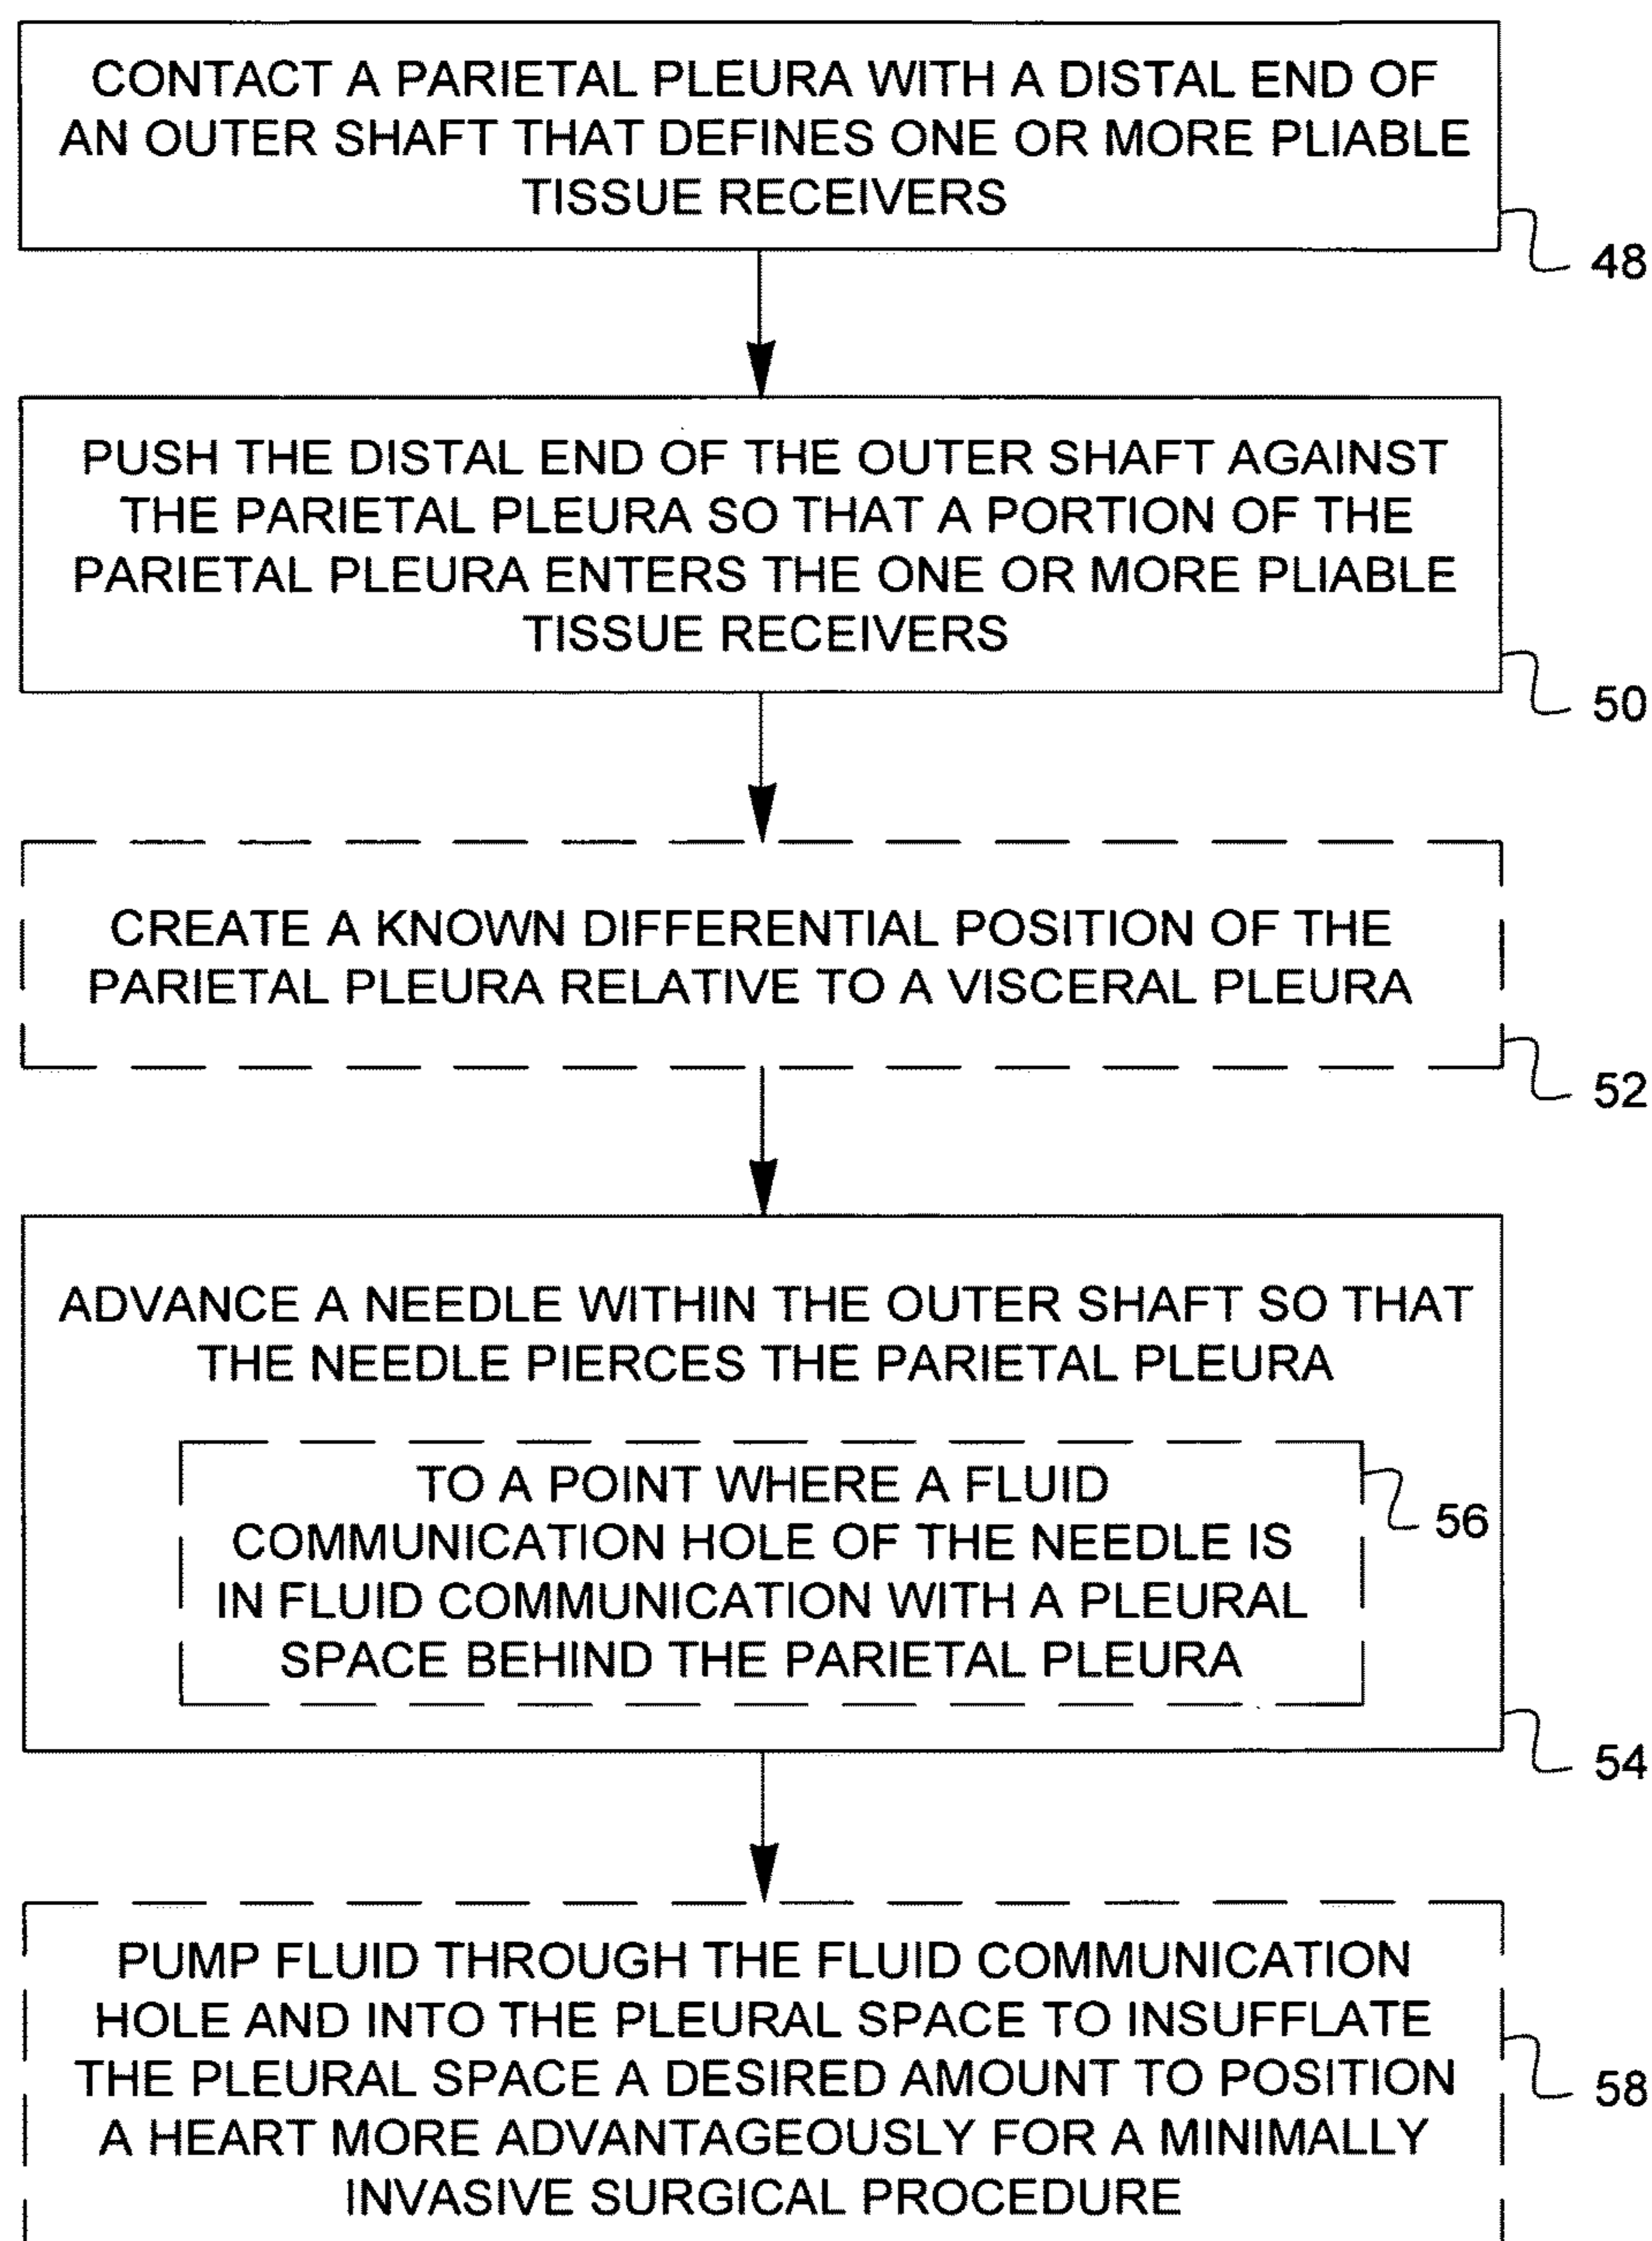 CONTACT A PARIETAL PLEURA WITH A DISTAL END OF
AN OUTER SHAFT THAT DEFINES ONE OR MORE PLIABLE
TISSUE RECEIVERS
48
PUSH THE DISTAL END OF THE OUTER SHAFT AGAINST
THE PARIETAL PLEURA SO THAT A PORTION OF THE
PARIETAL PLEURA ENTERS THE ONE OR MORE PLIABLE
TISSUE RECEIVERS
50
CREATE A KNOWN DIFFERENTIAL POSITION OF THE
PARIETAL PLEURA RELATIVE TO A VISCERAL PLEURA
52
ADVANCE A NEEDLE WITHIN THE OUTER SHAFT SO THAT
THE NEEDLE PIERCES THE PARIETAL PLEURA
TO A POINT WHERE A FLUID
COMMUNICATION HOLE OF THE NEEDLE IS
IN FLUID COMMUNICATION WITH A PLEURAL
SPACE BEHIND THE PARIETAL PLEURA
56
54
PUMP FLUID THROUGH THE FLUID COMMUNICATION
HOLE AND INTO THE PLEURAL SPACE TO INSUFFLATE
THE PLEURAL SPACE A DESIRED AMOUNT TO POSITION
A HEART MORE ADVANTAGEOUSLY FOR A MINIMALLY
INVASIVE SURGICAL PROCEDURE
58